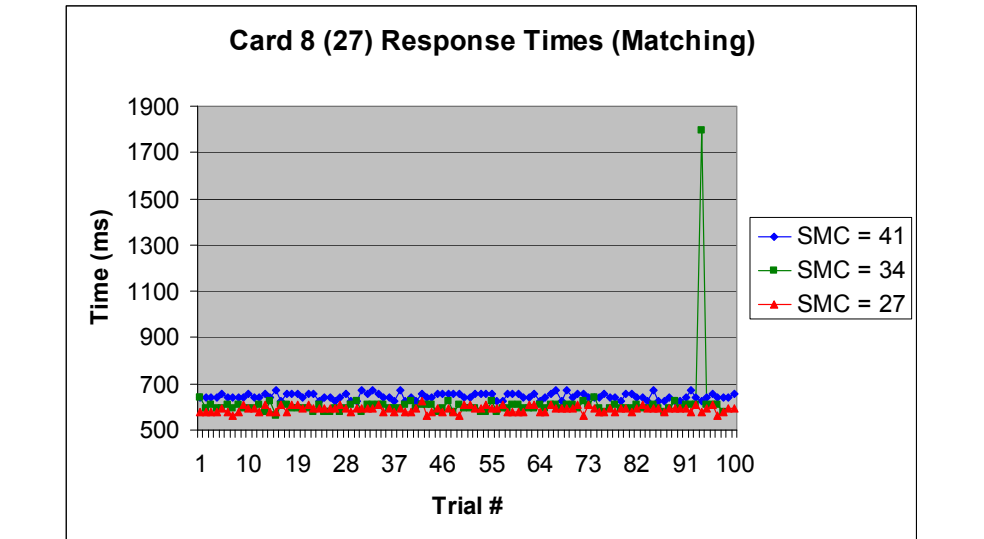 Card 8 (27) Response Times (Matching)
1900
1700
1500
1300
1100
900
700
500
Time (ms)
1 10 19 28 37 46 55 64 73 82 91 100
Trial #
SMC = 41
SMC = 34
SMC = 27